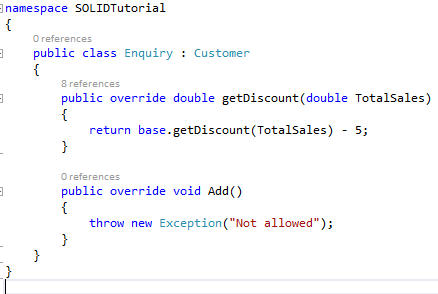 namespace SOLIDTutorial
{
0 references
public class Enquiry : Customer
{
8 references
public override double getDiscount(double TotalSales)
{
return base.getDiscount(TotalSales) - 5;
}
0 references
public override void Add()
{
throw new Exception("Not allowed");
}
}
}